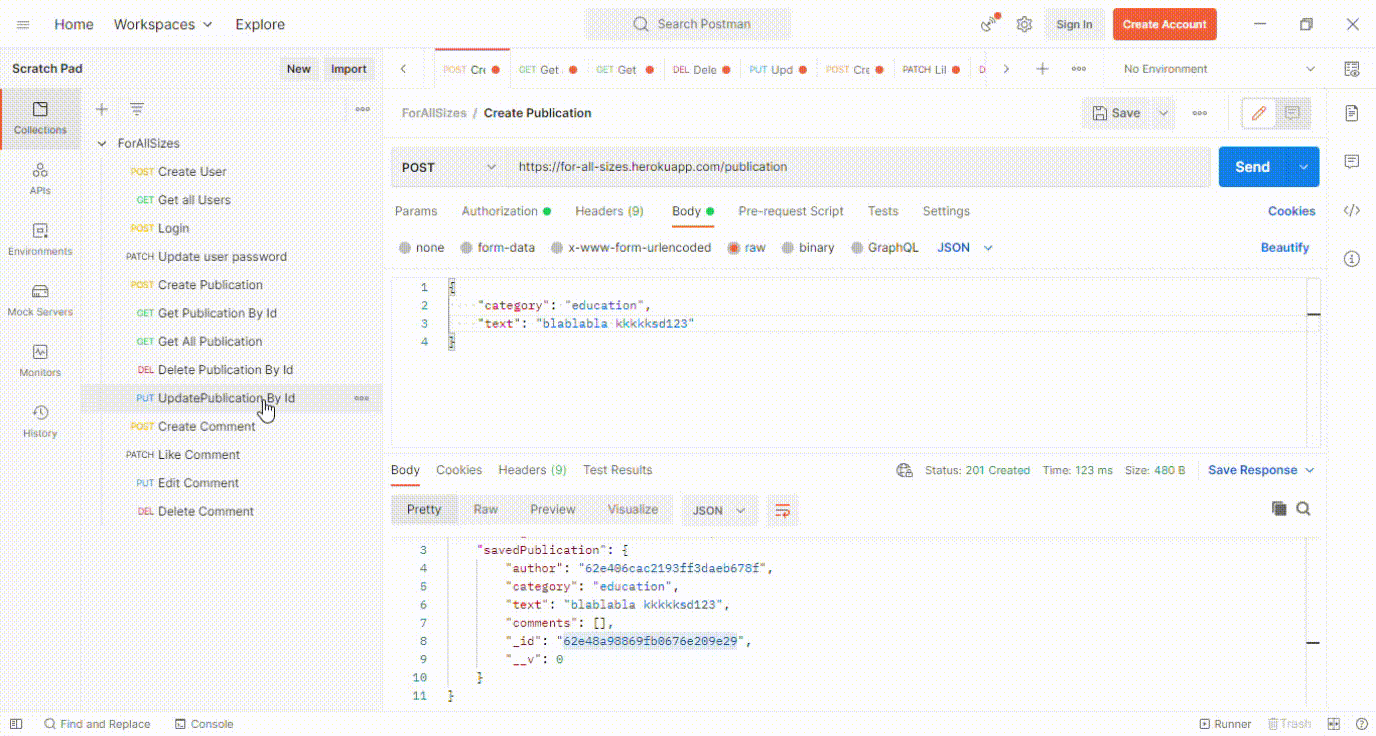 Home Workspaces Explore Search Postman Sign In Create Account
Scratch Pad New Import
POST Cre GET Get GET Get DEL Dele PUT Upd POST Cre PATCH Lil D No Environment
Collections
APIs
Environments
Mock Servers
Monitors
History
ForAllSizes
POST Create User
GET Get all Users
POST Login
PATCH Update user password
POST Create Publication
GET Get Publication By Id
GET Get All Publication
DEL Delete Publication By Id
PUT UpdatePublication By Id
POST Create Comment
PATCH Like Comment
PUT Edit Comment
DEL Delete Comment
ForAllSizes / Create Publication Save
POST https://for-all-sizes.herokuapp.com/publication Send
Params Authorization Headers (9) Body Pre-request Script Tests Settings Cookies
none form-data x-www-form-urlencoded raw binary GraphQL JSON Beautify
1 {
2 "category": "education",
3 "text": "blablabla kkkkksd123"
4 }
Body Cookies Headers (9) Test Results Status: 201 Created Time: 123 ms Size: 480 B Save Response
Pretty Raw Preview Visualize JSON
3 "savedPublication": {
4 "author": "62e406cac2193ff3daeb678f",
5 "category": "education",
6 "text": "blablabla kkkkksd123",
7 "comments": [],
8 "_id": "62e48a98869fb0676e209e29",
9 "__v": 0
10 }
11 }
Find and Replace Console Runner Trash